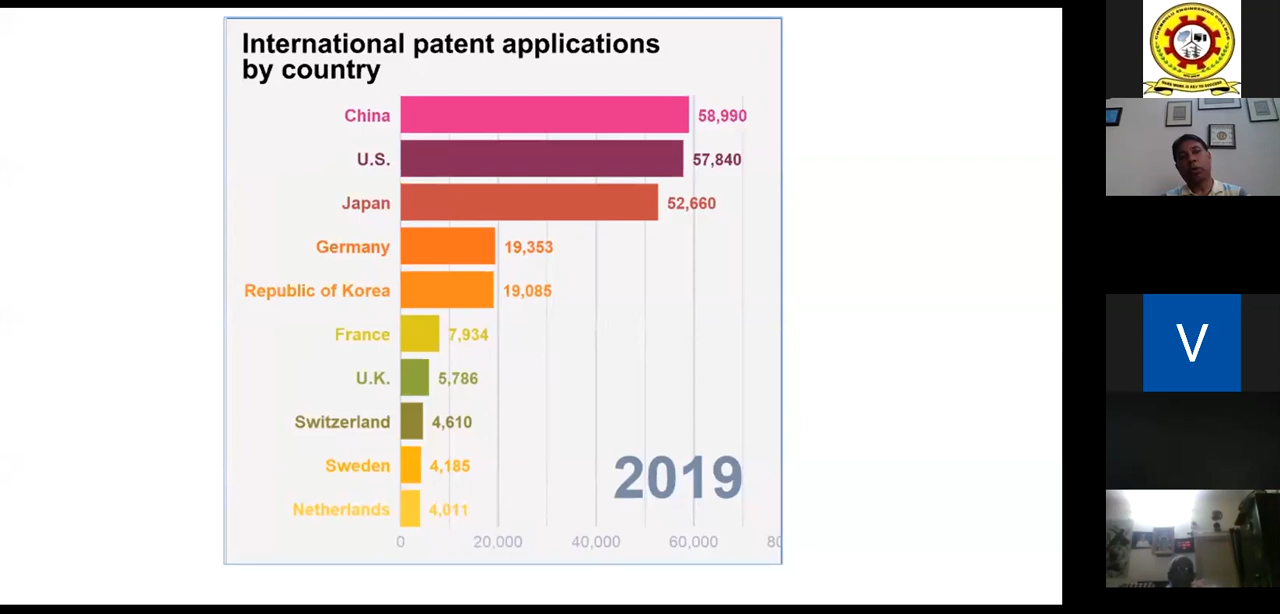 International patent applications
by country
China 58,990
U.S. 57,840
Japan 52,660
Germany 19,353
Republic of Korea 19,085
France 7,934
U.K. 5,786
Switzerland 4,610
Sweden 4,185
Netherlands 4,011
2019
0 20,000 40,000 60,000 80
V